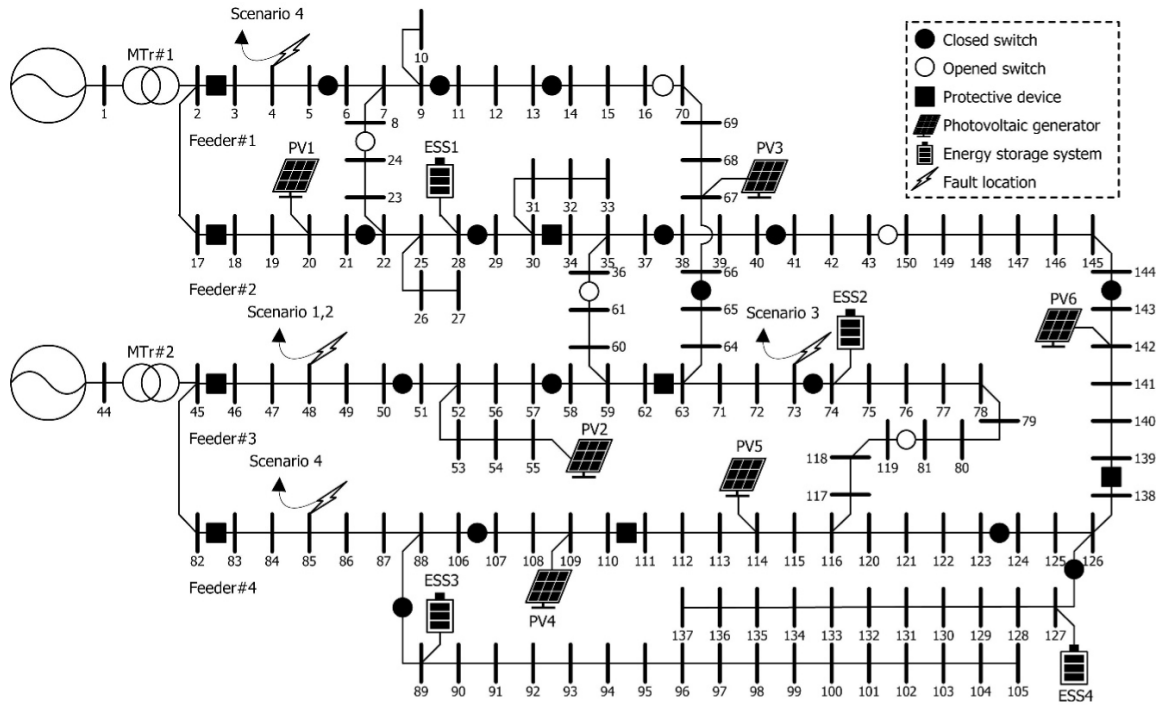 Scenario 4
MTr#1
10
Closed switch
Opened switch
Protective device
Photovoltaic generator
Energy storage system
Fault location
1 2 3 4 5 6 7 9 11 12 13 14 15 16 70
8
69
Feeder#1
24
68
PV1
ESS1
PV3
23
67
31 32 33
17 18 19 20 21 22 25 28 29 30 34 35 37 38 39 40 41 42 43 150 149 148 147 146 145
Feeder#2
36
66
144
26 27
61
65
143
Scenario 1,2
Scenario 3
ESS2
PV6
60
64
142
MTr#2
44 45 46 47 48 49 50 51 52 56 57 58 59 62 63 71 72 73 74 75 76 77 78
141
Feeder#3
79
140
53 54 55
PV2
PV5
118
119 81 80
139
Scenario 4
117
138
82 83 84 85 86 87 88 106 107 108 109 110 111 112 113 114 115 116 120 121 122 123 124 125 126
Feeder#4
ESS3
PV4
137 136 135 134 133 132 131 130 129 128 127
89 90 91 92 93 94 95 96 97 98 99 100 101 102 103 104 105
ESS4